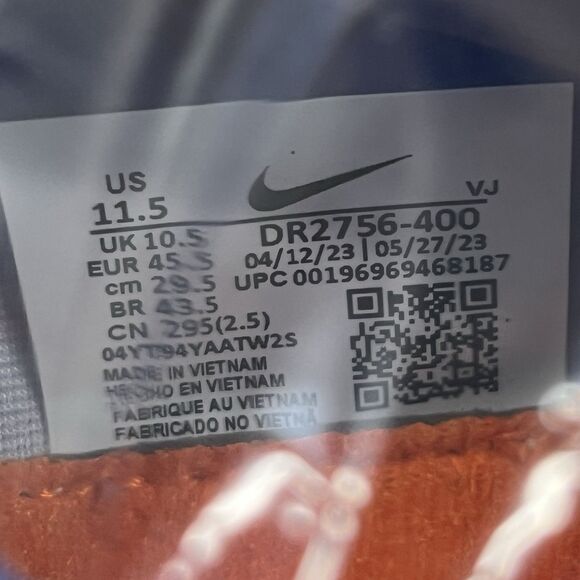 US
11.5
VJ
UK 10.5
DR2756-400
EUR 45.5
04/12/23 | 05/27/23
cm 29.5
UPC 00196969468187
BR 43.5
CN 295(2.5)
MADE IN VIETNAM
HECHO EN VIETNAM
FABRIQUE AU VIETNAM
FABRICADO NO VIETNÃ